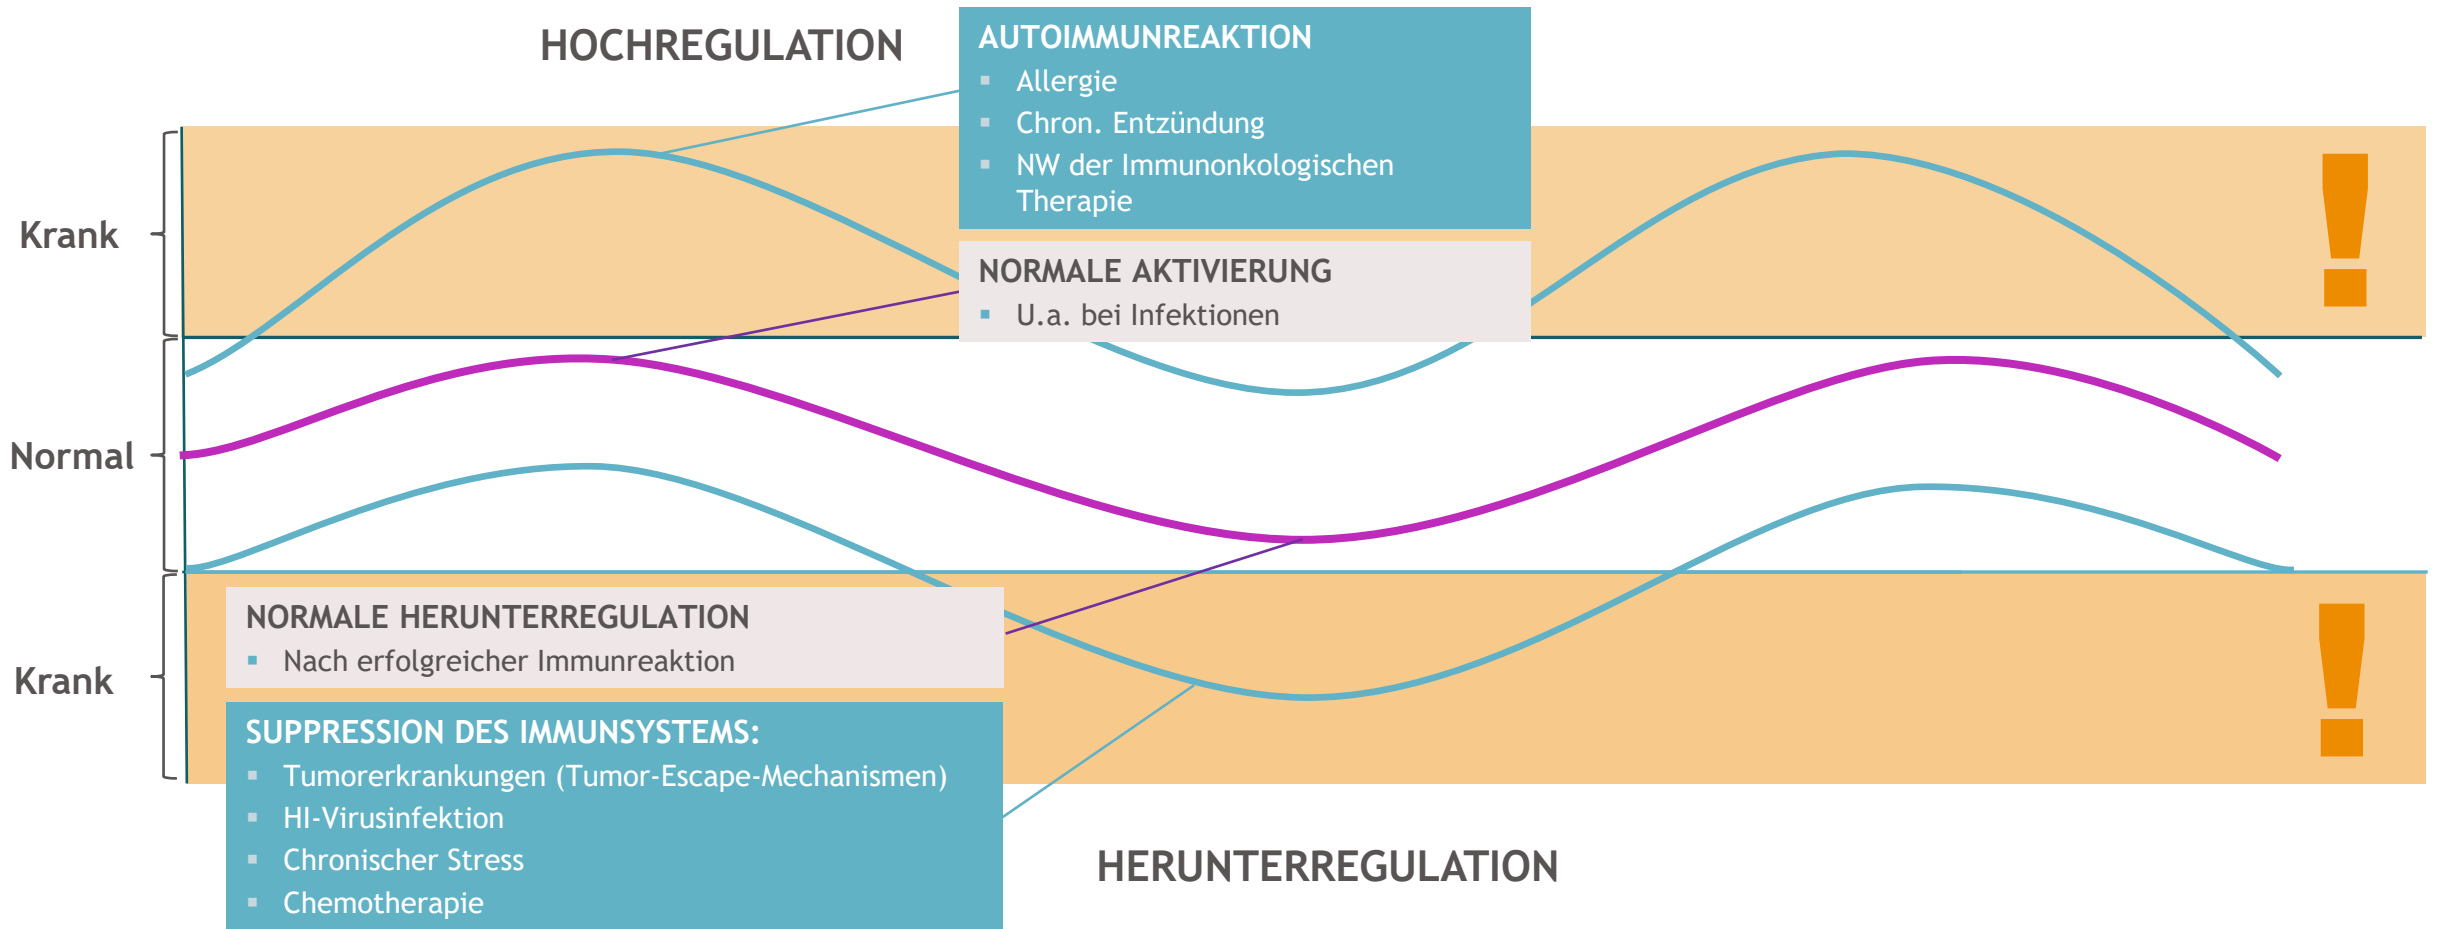 HOCHREGULATION
AUTOIMMUNREAKTION
Allergie
Chron. Entzündung
NW der Immunonkologischen
Therapie
Krank
NORMALE AKTIVIERUNG
U.a. bei Infektionen
Normal
NORMALE HERUNTERREGULATION
Nach erfolgreicher Immunreaktion
Krank
SUPPRESSION DES IMMUNSYSTEMS:
Tumorerkrankungen (Tumor-Escape-Mechanismen)
HI-Virusinfektion
Chronischer Stress
Chemotherapie
HERUNTERREGULATION
!
!